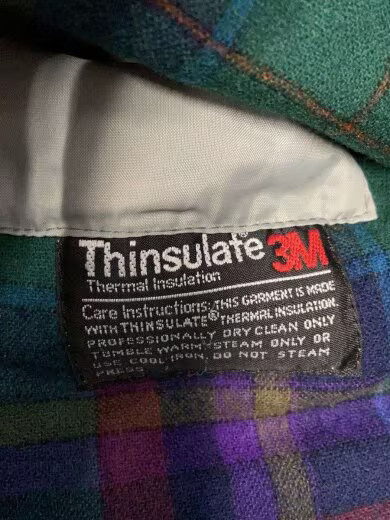 Thinsulate 3M
Thermal Insulation
Care Instructions: THIS GARMENT IS MADE
WITH THINSULATE® THERMAL INSULATION
PROFESSIONALLY DRY CLEAN ONLY
TUMBLE WARM-STEAM ONLY OR
USE COOL IRON. DO NOT STEAM
PRESS